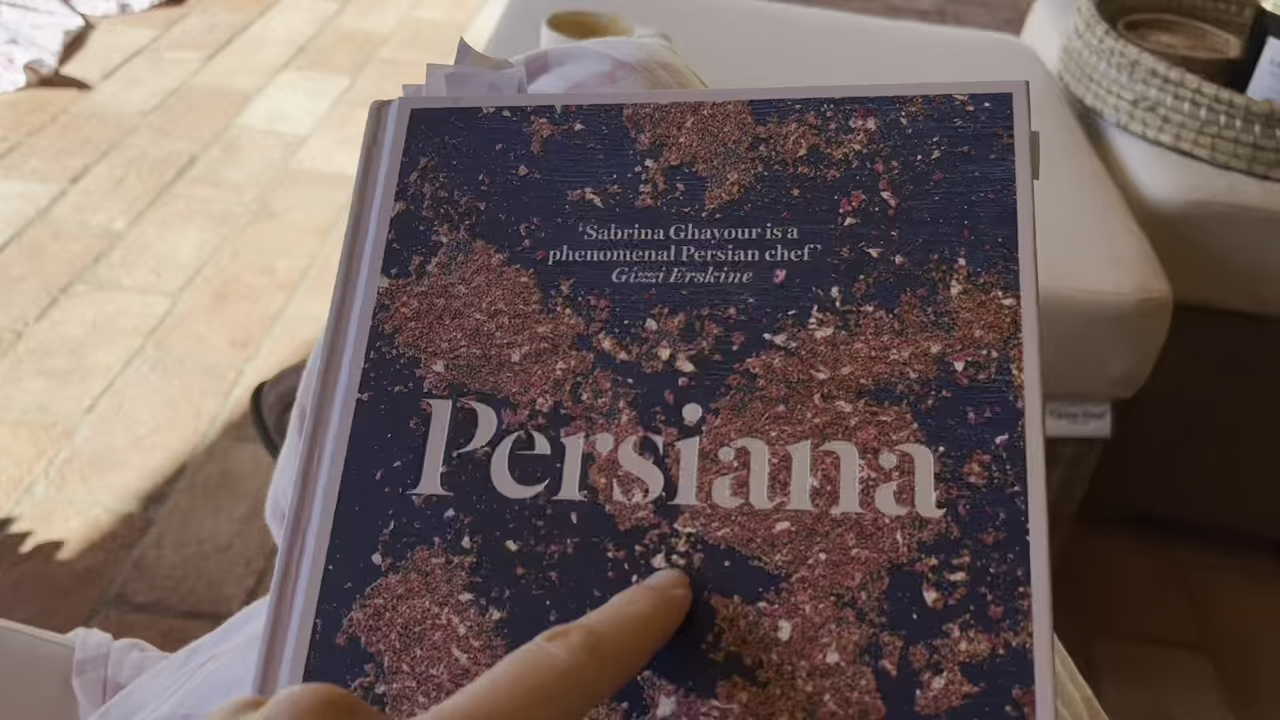 ‘Sabrina Ghayour is a
phenomenal Persian chef’
Gizzi Erskine
Persiana